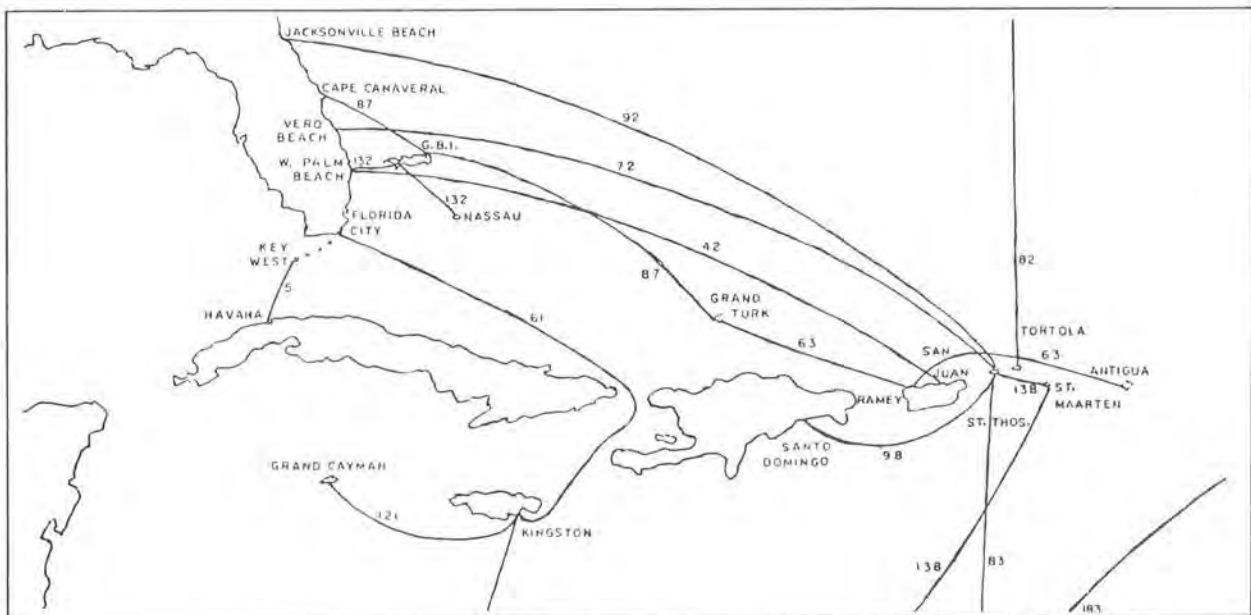 JACKSONVILLE BEACH
CAPE CANAVERAL
87
92
VERO
BEACH
G.B.I.
W. PALM
BEACH
132
72
132
NASSAU
FLORIDA
CITY
KEY
WEST
42
87
82
5
HAVANA
61
GRAND
TURK
63
TORTOLA
SAN
JUAN
63
ANTIGUA
RAMEY
138
ST.
MAARTEN
ST. THOS.
SANTO
DOMINGO
98
GRAND CAYMAN
121
KINGSTON
138
83
183